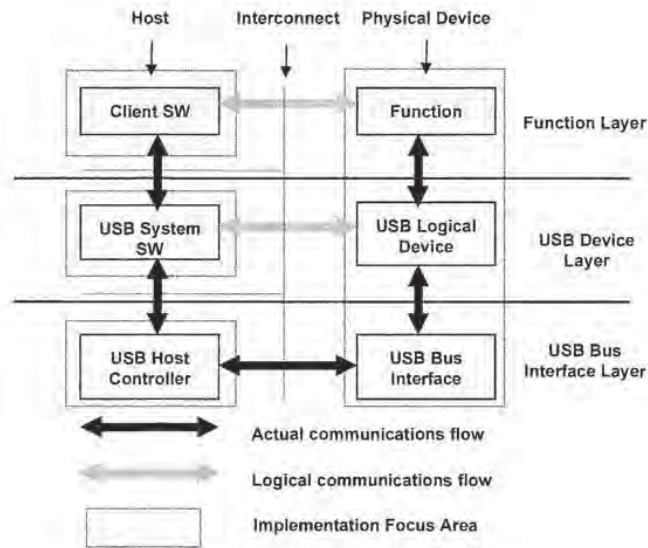 Host
Interconnect
Physical Device
Client SW
Function
Function Layer
USB System
SW
USB Logical
Device
USB Device
Layer
USB Host
Controller
USB Bus
Interface
USB Bus
Interface Layer
Actual communications flow
Logical communications flow
Implementation Focus Area